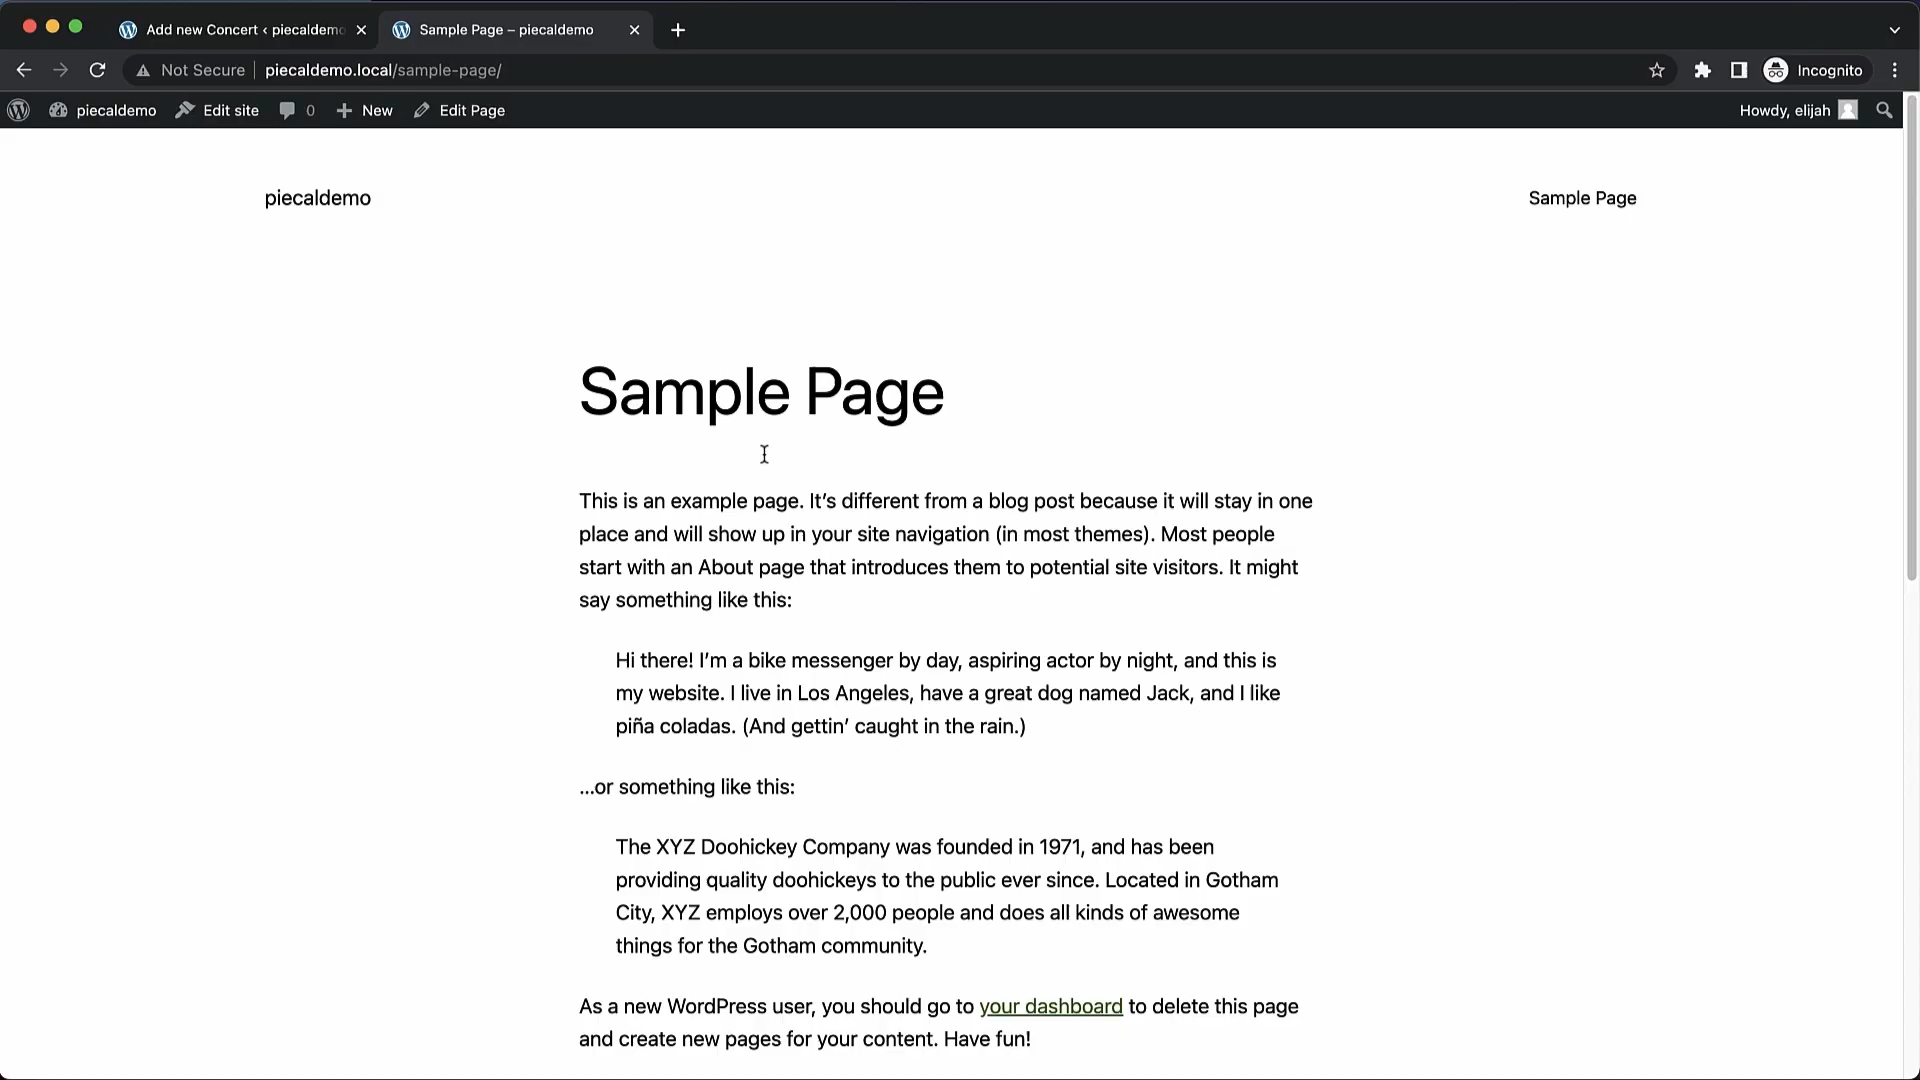 Add new Concert ‹ piecaldemo
Sample Page – piecaldemo
Not Secure
piecaldemo.local/sample-page/
Incognito
piecaldemo
Edit site
0
New
Edit Page
Howdy, elijah
piecaldemo
Sample Page
Sample Page
This is an example page. It’s different from a blog post because it will stay in one
place and will show up in your site navigation (in most themes). Most people
start with an About page that introduces them to potential site visitors. It might
say something like this:
Hi there! I’m a bike messenger by day, aspiring actor by night, and this is
my website. I live in Los Angeles, have a great dog named Jack, and I like
piña coladas. (And gettin’ caught in the rain.)
…or something like this:
The XYZ Doohickey Company was founded in 1971, and has been
providing quality doohickeys to the public ever since. Located in Gotham
City, XYZ employs over 2,000 people and does all kinds of awesome
things for the Gotham community.
As a new WordPress user, you should go to your dashboard to delete this page
and create new pages for your content. Have fun!